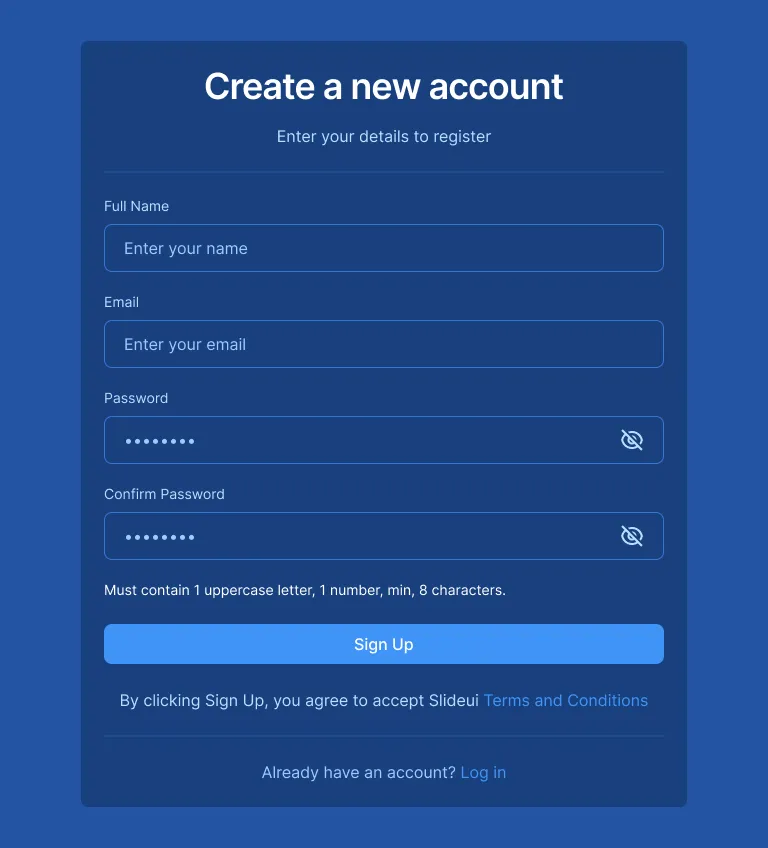 Create a new account
Enter your details to register
Full Name
Enter your name
Email
Enter your email
Password
••••••••
Confirm Password
••••••••
Must contain 1 uppercase letter, 1 number, min, 8 characters.
Sign Up
By clicking Sign Up, you agree to accept Slideui Terms and Conditions
Already have an account? Log in